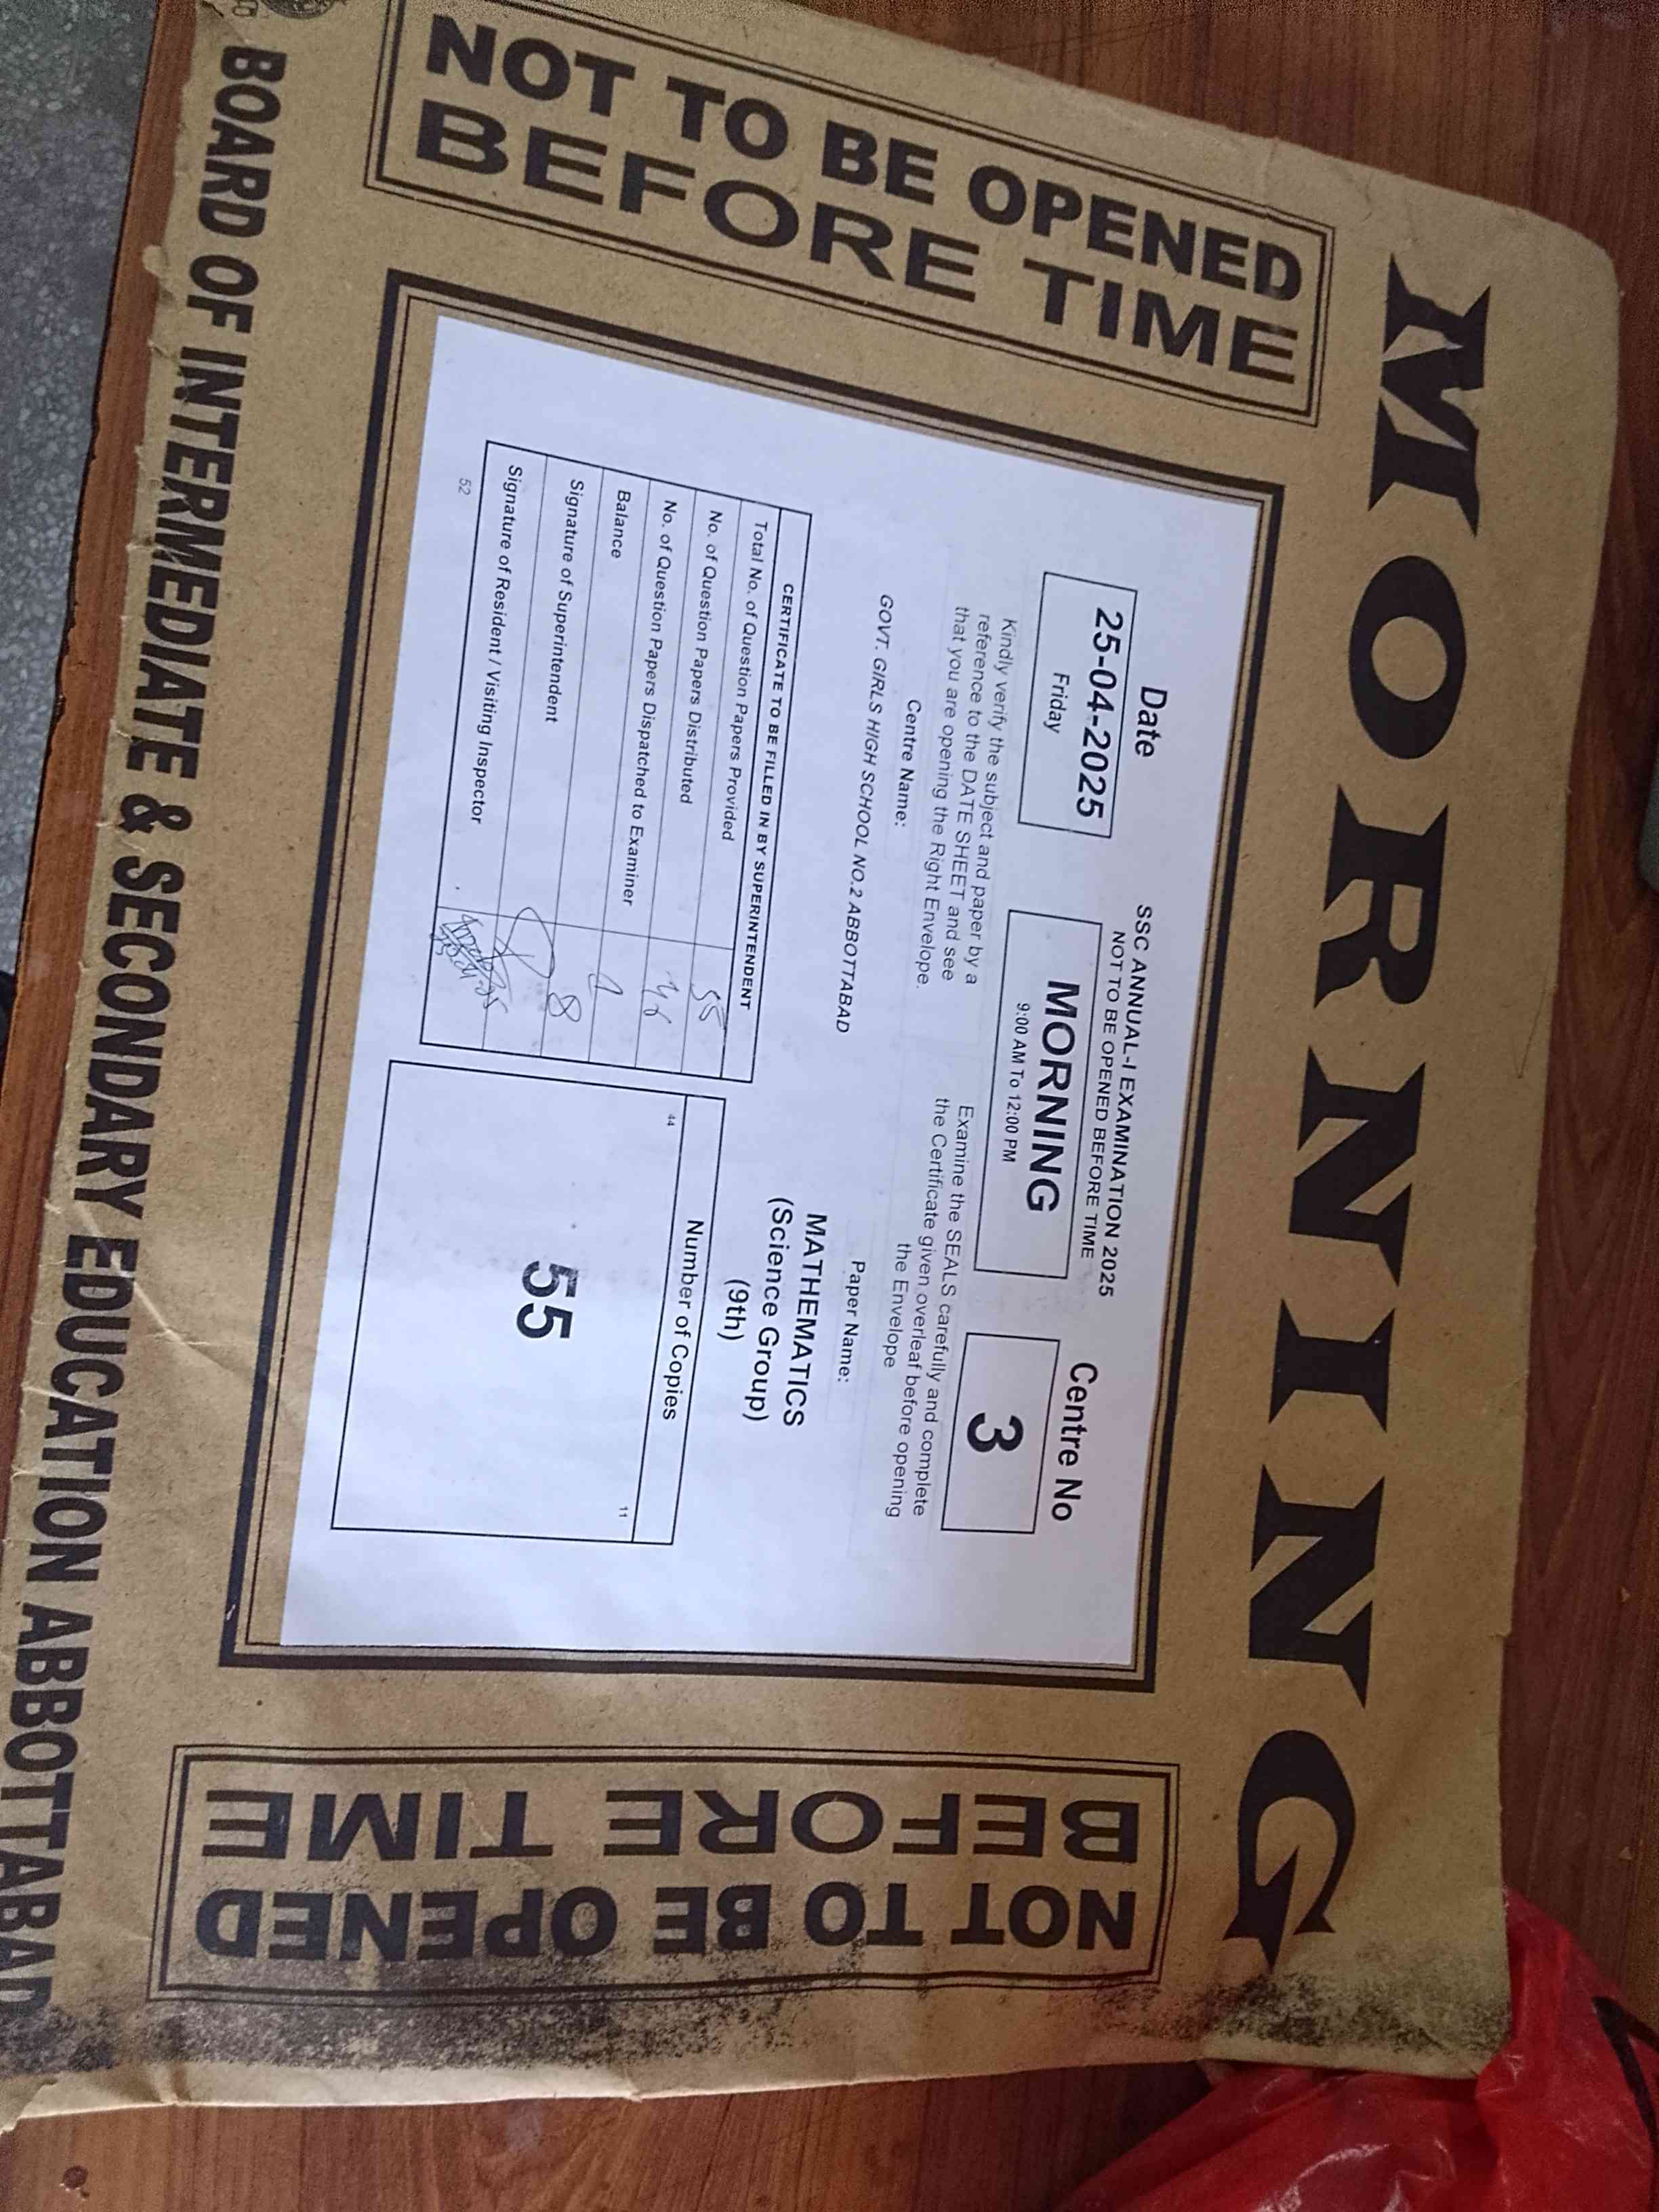 MORNING
NOT TO BE OPENED
BEFORE TIME
Date
25-04-2025
Friday
SSC ANNUAL-I EXAMINATION 2025
NOT TO BE OPENED BEFORE TIME
MORNING
9:00 AM To 12:00 PM
Centre No
3
Kindly verify the subject and paper by a
reference to the DATE SHEET and see
that you are opening the Right Envelope.
Examine the SEALS carefully and complete
the Certificate given overleaf before opening
the Envelope
Centre Name:
GOVT. GIRLS HIGH SCHOOL NO.2 ABBOTTABAD
Paper Name:
MATHEMATICS
(Science Group)
(9th)
CERTIFICATE TO BE FILLED IN BY SUPERINTENDENT
Total No. of Question Papers Provided
No. of Question Papers Distributed 55
No. of Question Papers Dispatched to Examiner
Balance
Signature of Superintendent 8
Signature of Resident / Visiting Inspector
52
Number of Copies
44
11
55
NOT TO BE OPENED
BEFORE TIME
BOARD OF INTERMEDIATE & SECONDARY EDUCATION ABBOTTABAD